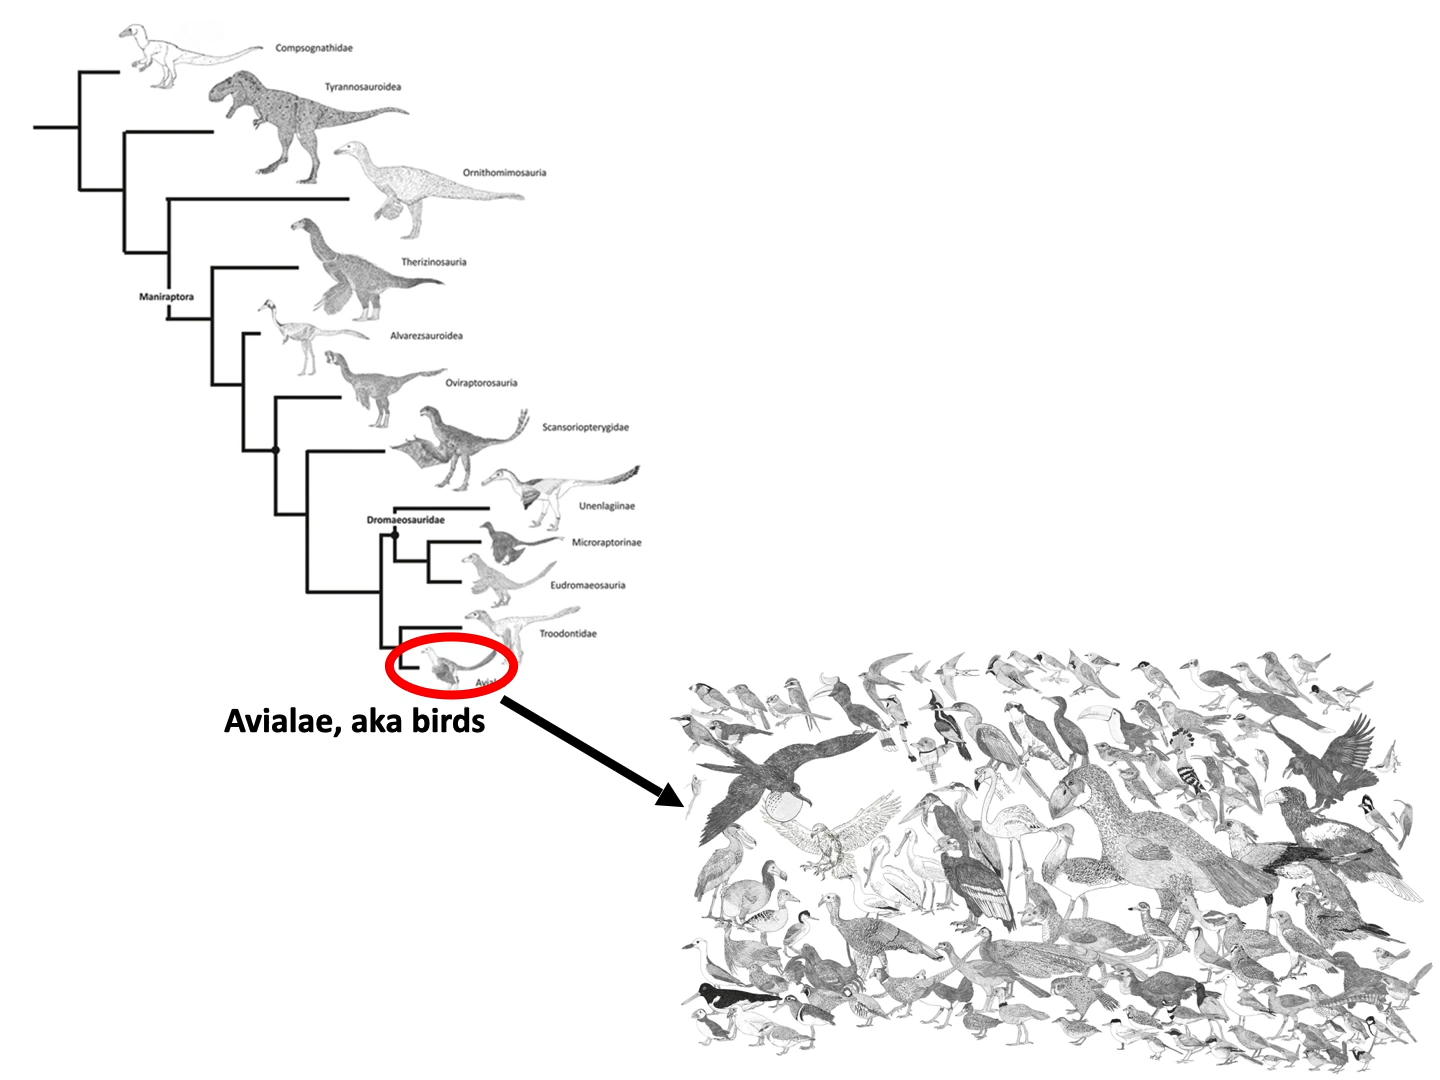 Compsognathidae
Tyrannosauroidea
Ornithomimosauria
Therizinosauria
Maniraptora
Alvarezsauroidea
Oviraptorosauria
Scansoriopterygidae
Unenlagiinae
Dromaeosauridae
Microraptorinae
Eudromaeosauria
Troodontidae
Avialae, aka birds